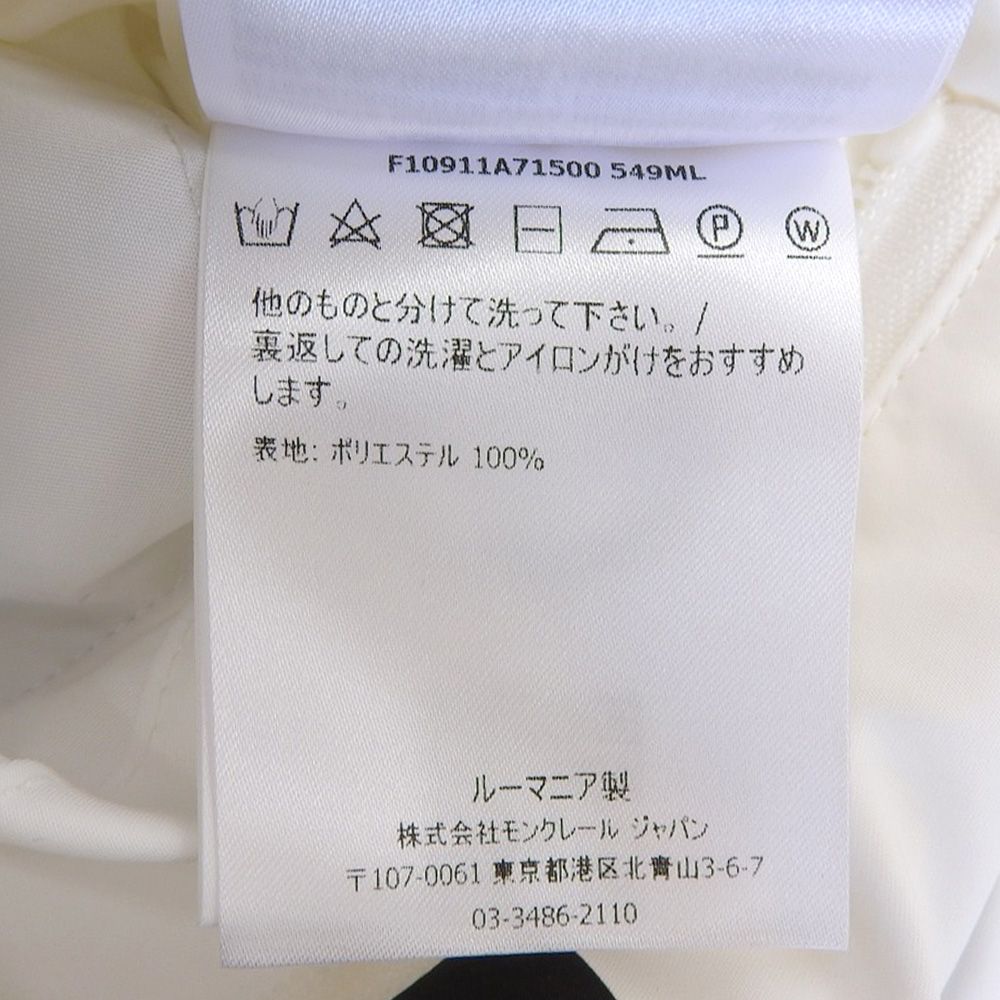 F10911A71500 549ML
P W
他のものと分けて洗って下さい。/
裏返しての洗濯とアイロンがけをおすすめ
します。
表地: ポリエステル 100%
ルーマニア製
株式会社モンクレール ジャパン
〒107-0061 東京都港区北青山3-6-7
03-3486-2110